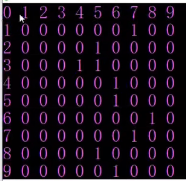 0 1 2 3 4 5 6 7 8 9
1 0 0 0 0 0 0 1 0 0
2 0 0 0 0 1 0 0 0 0
3 0 0 0 1 1 0 0 0 0
4 0 0 0 0 0 1 0 0 0
5 0 0 0 0 0 1 0 0 0
6 0 0 0 0 0 0 0 1 0
7 0 0 0 0 0 0 1 0 0
8 0 0 0 0 1 0 0 0 0
9 0 0 0 0 0 1 0 0 0